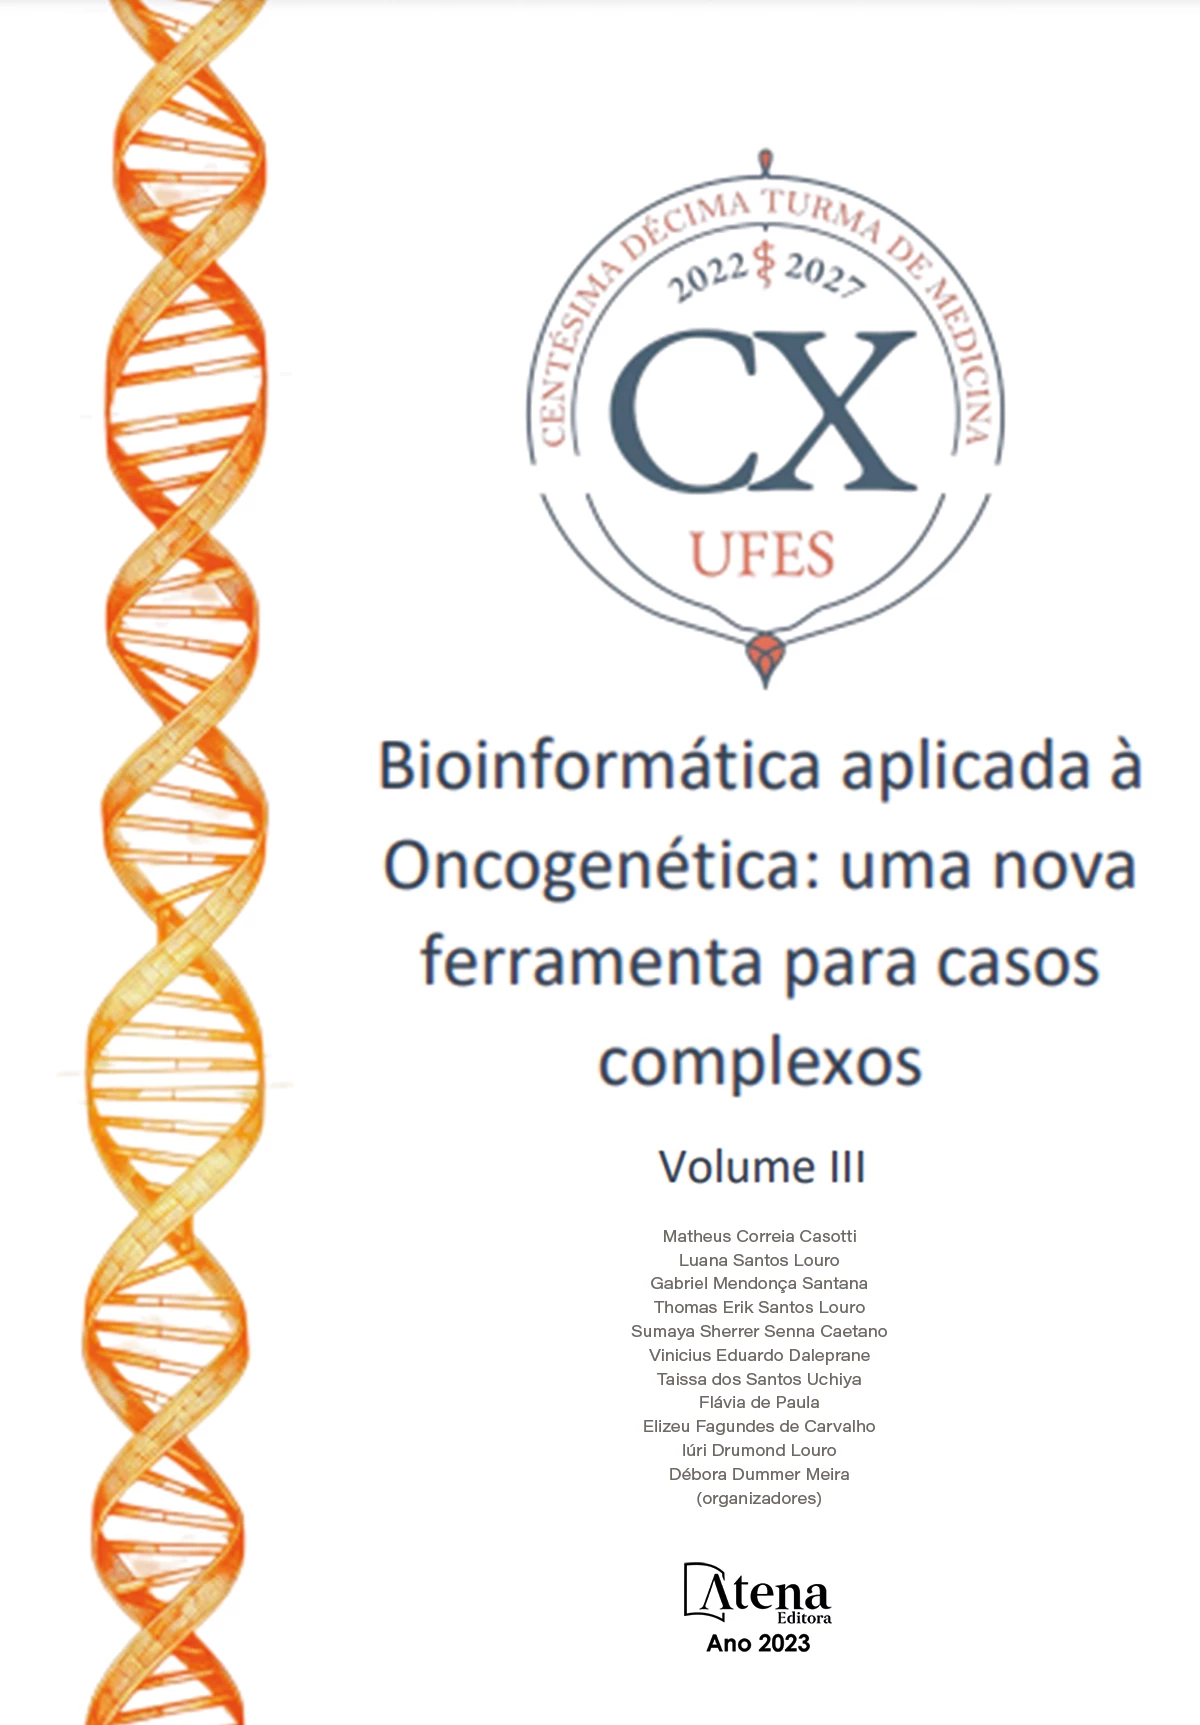 CENTÉSIMA DÉCIMA TURMA DE MEDICINA
2022 2027
CX
UFES
Bioinformática aplicada à
Oncogenética: uma nova
ferramenta para casos
complexos
Volume III
Matheus Correia Casotti
Luana Santos Louro
Gabriel Mendonça Santana
Thomas Erik Santos Louro
Sumaya Sherrer Senna Caetano
Vinicius Eduardo Daleprane
Taissa dos Santos Uchiya
Flávia de Paula
Elizeu Fagundes de Carvalho
Iúri Drumond Louro
Débora Dummer Meira
(organizadores)
Atena
Editora
Ano 2023